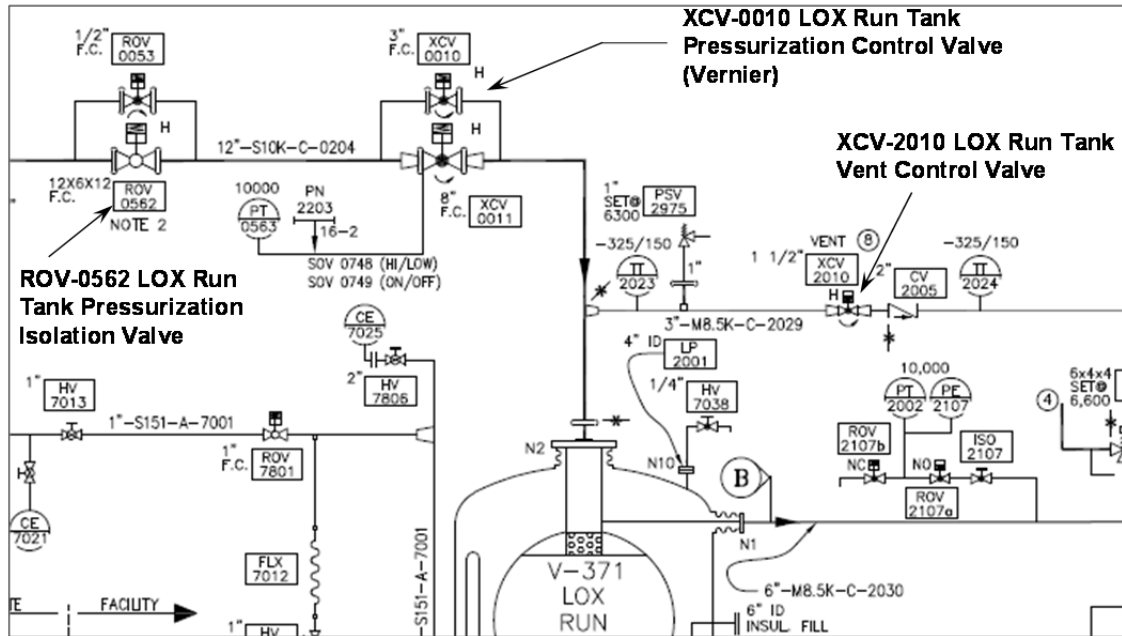 XCV-0010 LOX Run Tank
Pressurization Control Valve
(Vernier)
1/2"
F.C.
ROV
0053
3"
F.C.
XCV
0010
H
H
H
12"-S10K-C-0204
XCV-2010 LOX Run Tank
Vent Control Valve
12X6X12
F.C.
ROV
0562
NOTE 2
10000
PT
0563
PN
2203
16-2
8"
F.C.
XCV
0011
SOV 0748 (HI/LOW)
SOV 0749 (ON/OFF)
1"
SET@
6300
PSV
2975
1"
-325/150
TT
2023
VENT
8
1 1/2"
XCV
2010
H
2"
CV
2005
-325/150
TT
2024
3"-M8.5K-C-2029
ROV-0562 LOX Run
Tank Pressurization
Isolation Valve
CE
7025
2"
HV
7806
4" ID
LP
2001
1/4"
HV
7038
10,000
PT
2002
PE
2107
4
6x4x4
SET@
6,600
1"
HV
7013
1"-S151-A-7001
1"
F.C.
ROV
7801
N2
N10
B
ROV
2107b
NC
NO
ISO
2107
ROV
2107a
CE
7021
FLX
7012
S151-A-7001
N1
V-371
LOX
RUN
6"-M8.5K-C-2030
FACILITY
1"
HV
6" ID
INSUL. FILL